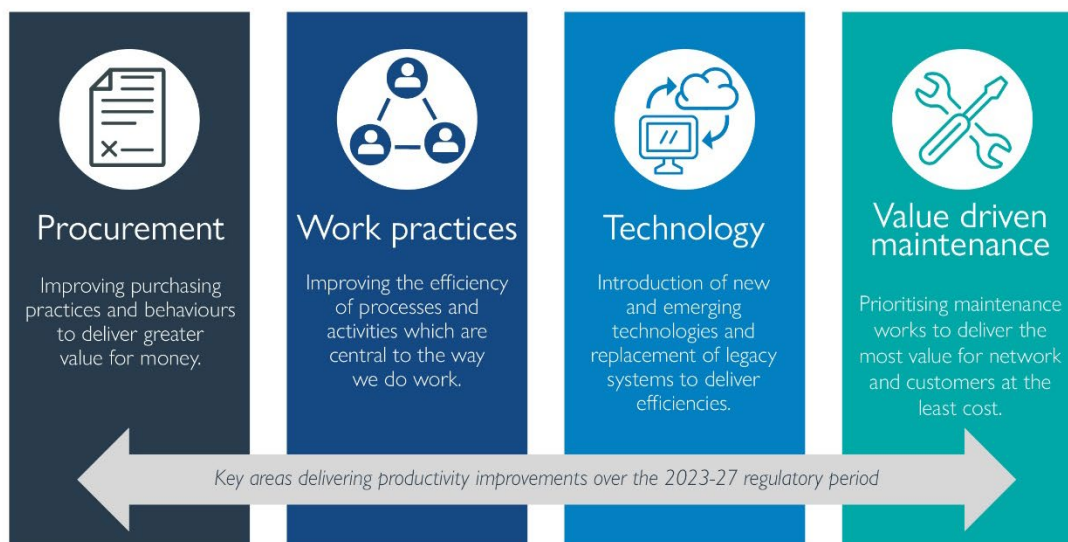 Procurement
Improving purchasing
practices and behaviours
to deliver greater
value for money.
Work practices
Improving the efficiency
of processes and
activities which are
central to the way
we do work.
Technology
Introduction of new
and emerging
technologies and
replacement of legacy
systems to deliver
efficiencies.
Value driven
maintenance
Prioritising maintenance
works to deliver the
most value for network
and customers at the
least cost.
Key areas delivering productivity improvements over the 2023-27 regulatory period